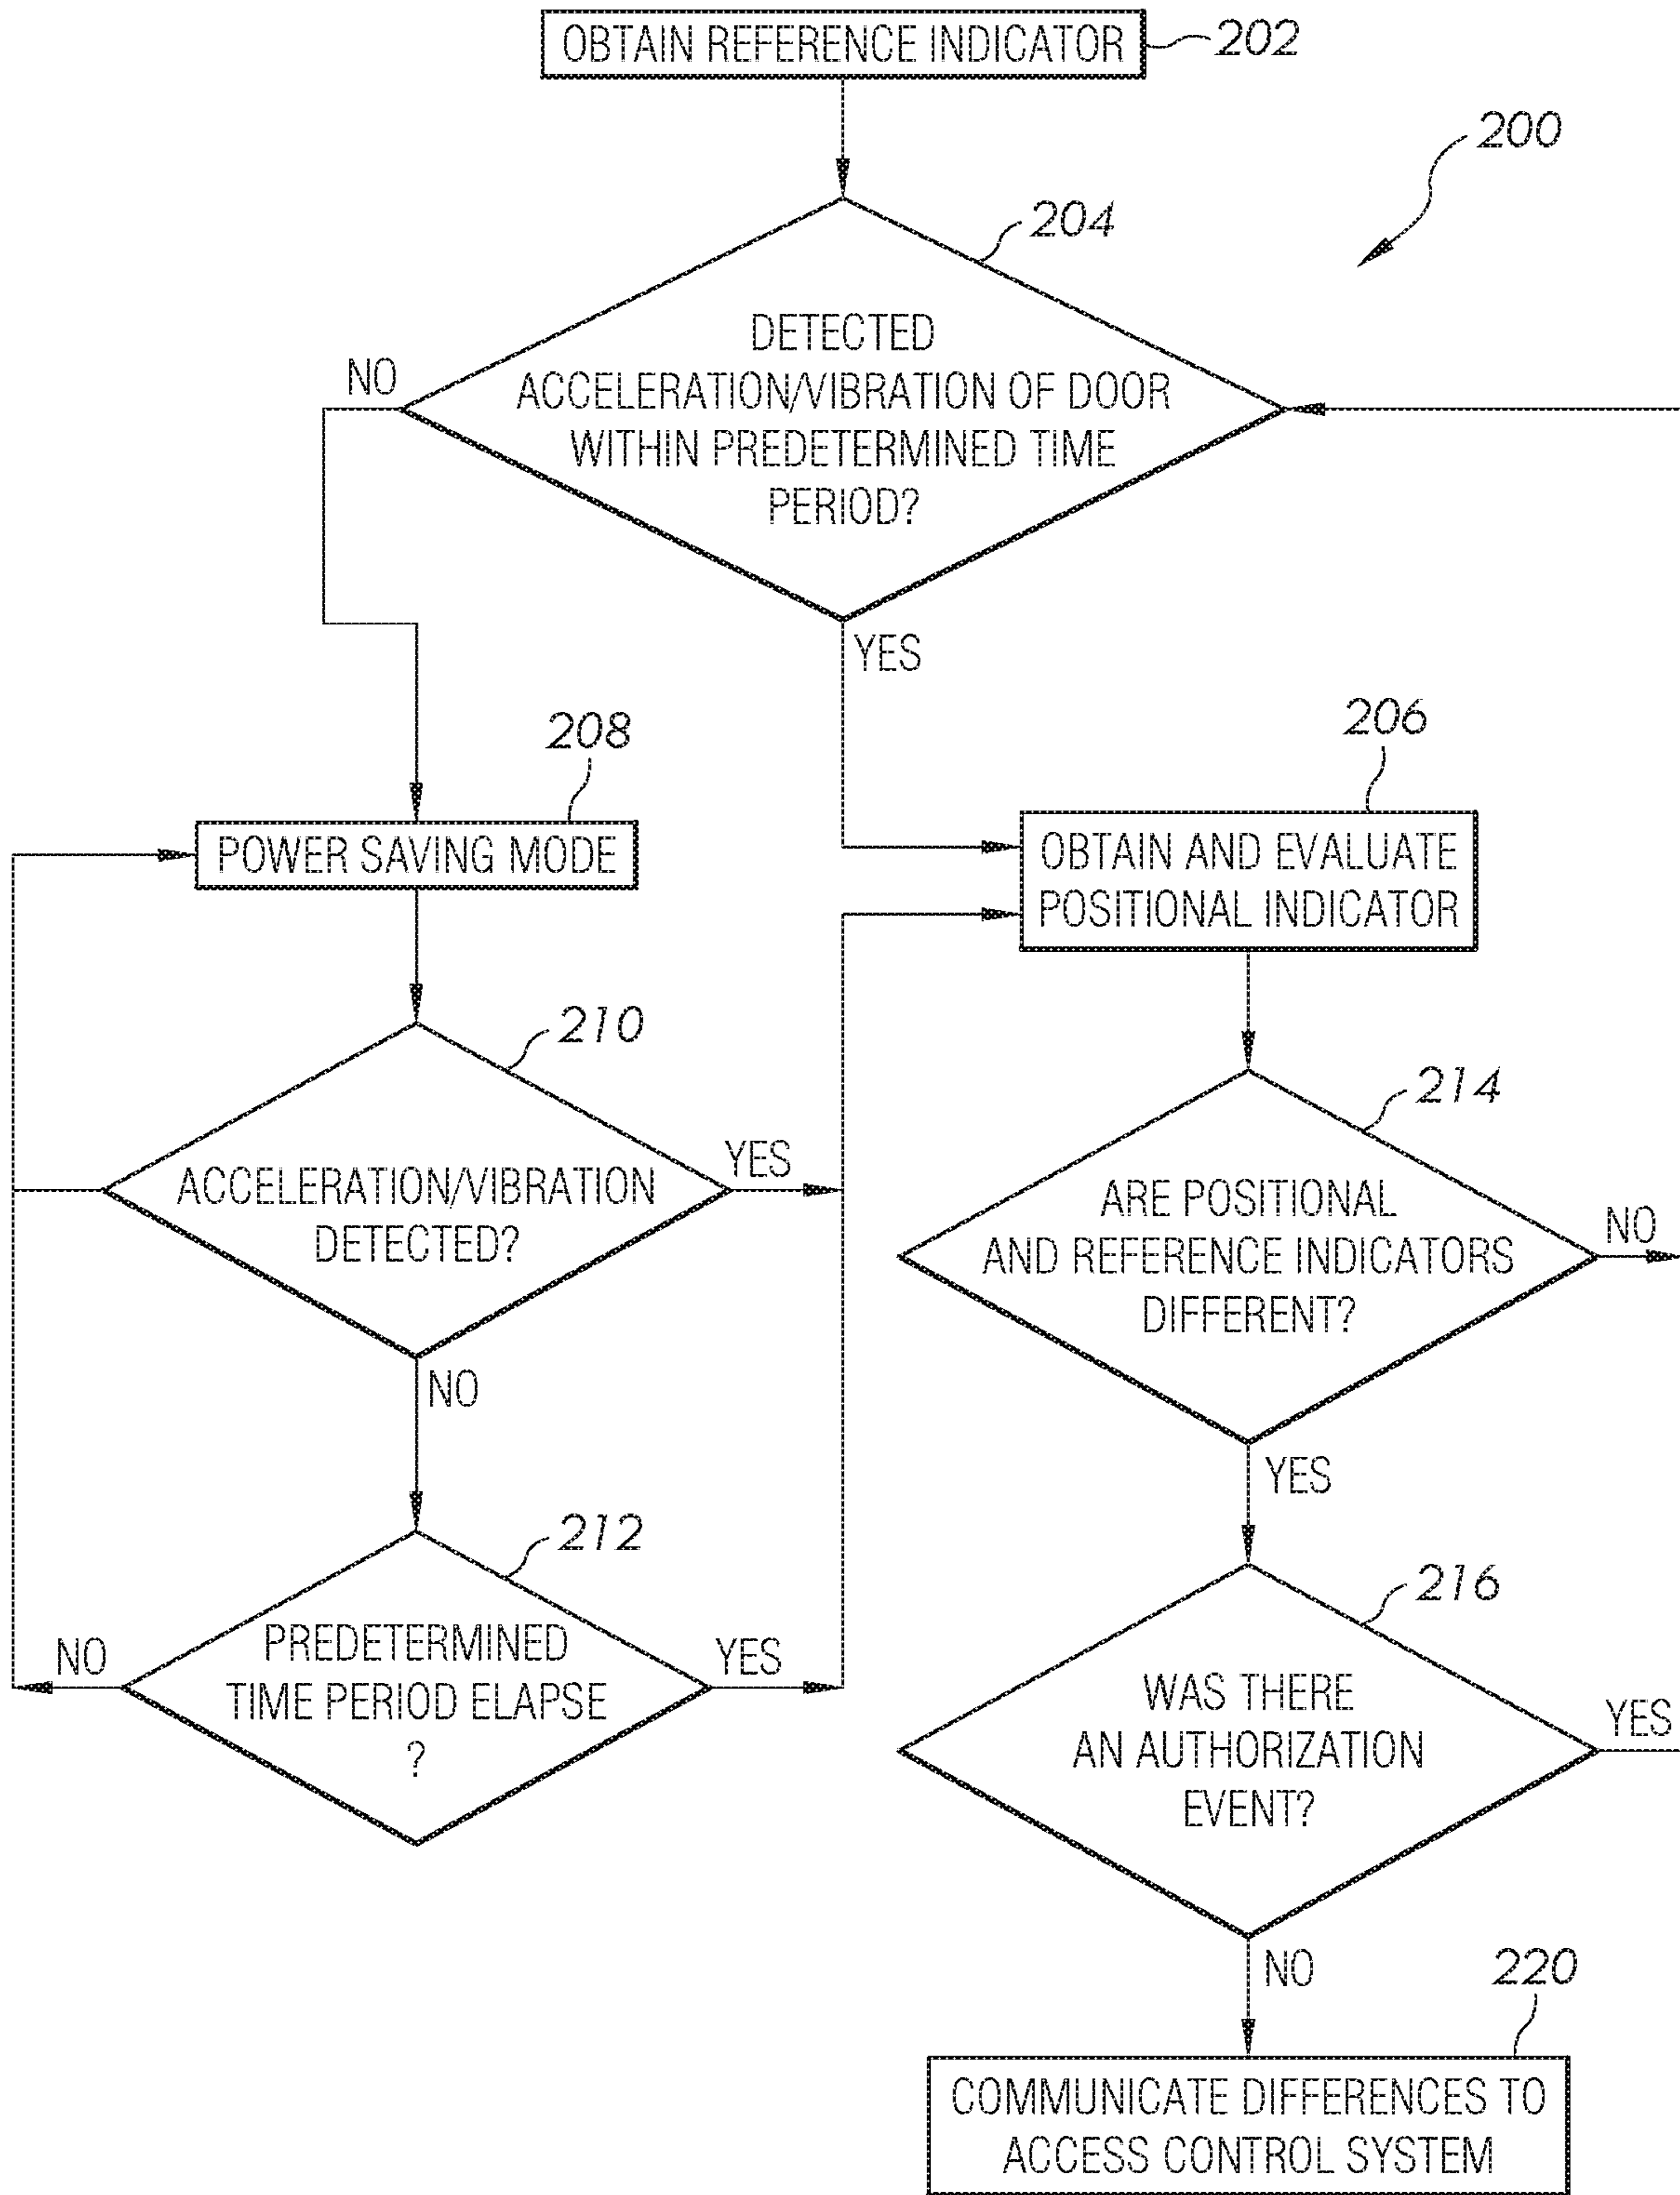 OBTAIN REFERENCE INDICATOR
202
200
204
DETECTED
ACCELERATION/VIBRATION OF DOOR
WITHIN PREDETERMINED TIME
PERIOD?
NO
YES
208
POWER SAVING MODE
206
OBTAIN AND EVALUATE
POSITIONAL INDICATOR
210
ACCELERATION/VIBRATION
DETECTED?
YES
NO
214
ARE POSITIONAL
AND REFERENCE INDICATORS
DIFFERENT?
NO
YES
212
PREDETERMINED
TIME PERIOD ELAPSE
?
NO
YES
216
WAS THERE
AN AUTHORIZATION
EVENT?
YES
NO
220
COMMUNICATE DIFFERENCES TO
ACCESS CONTROL SYSTEM